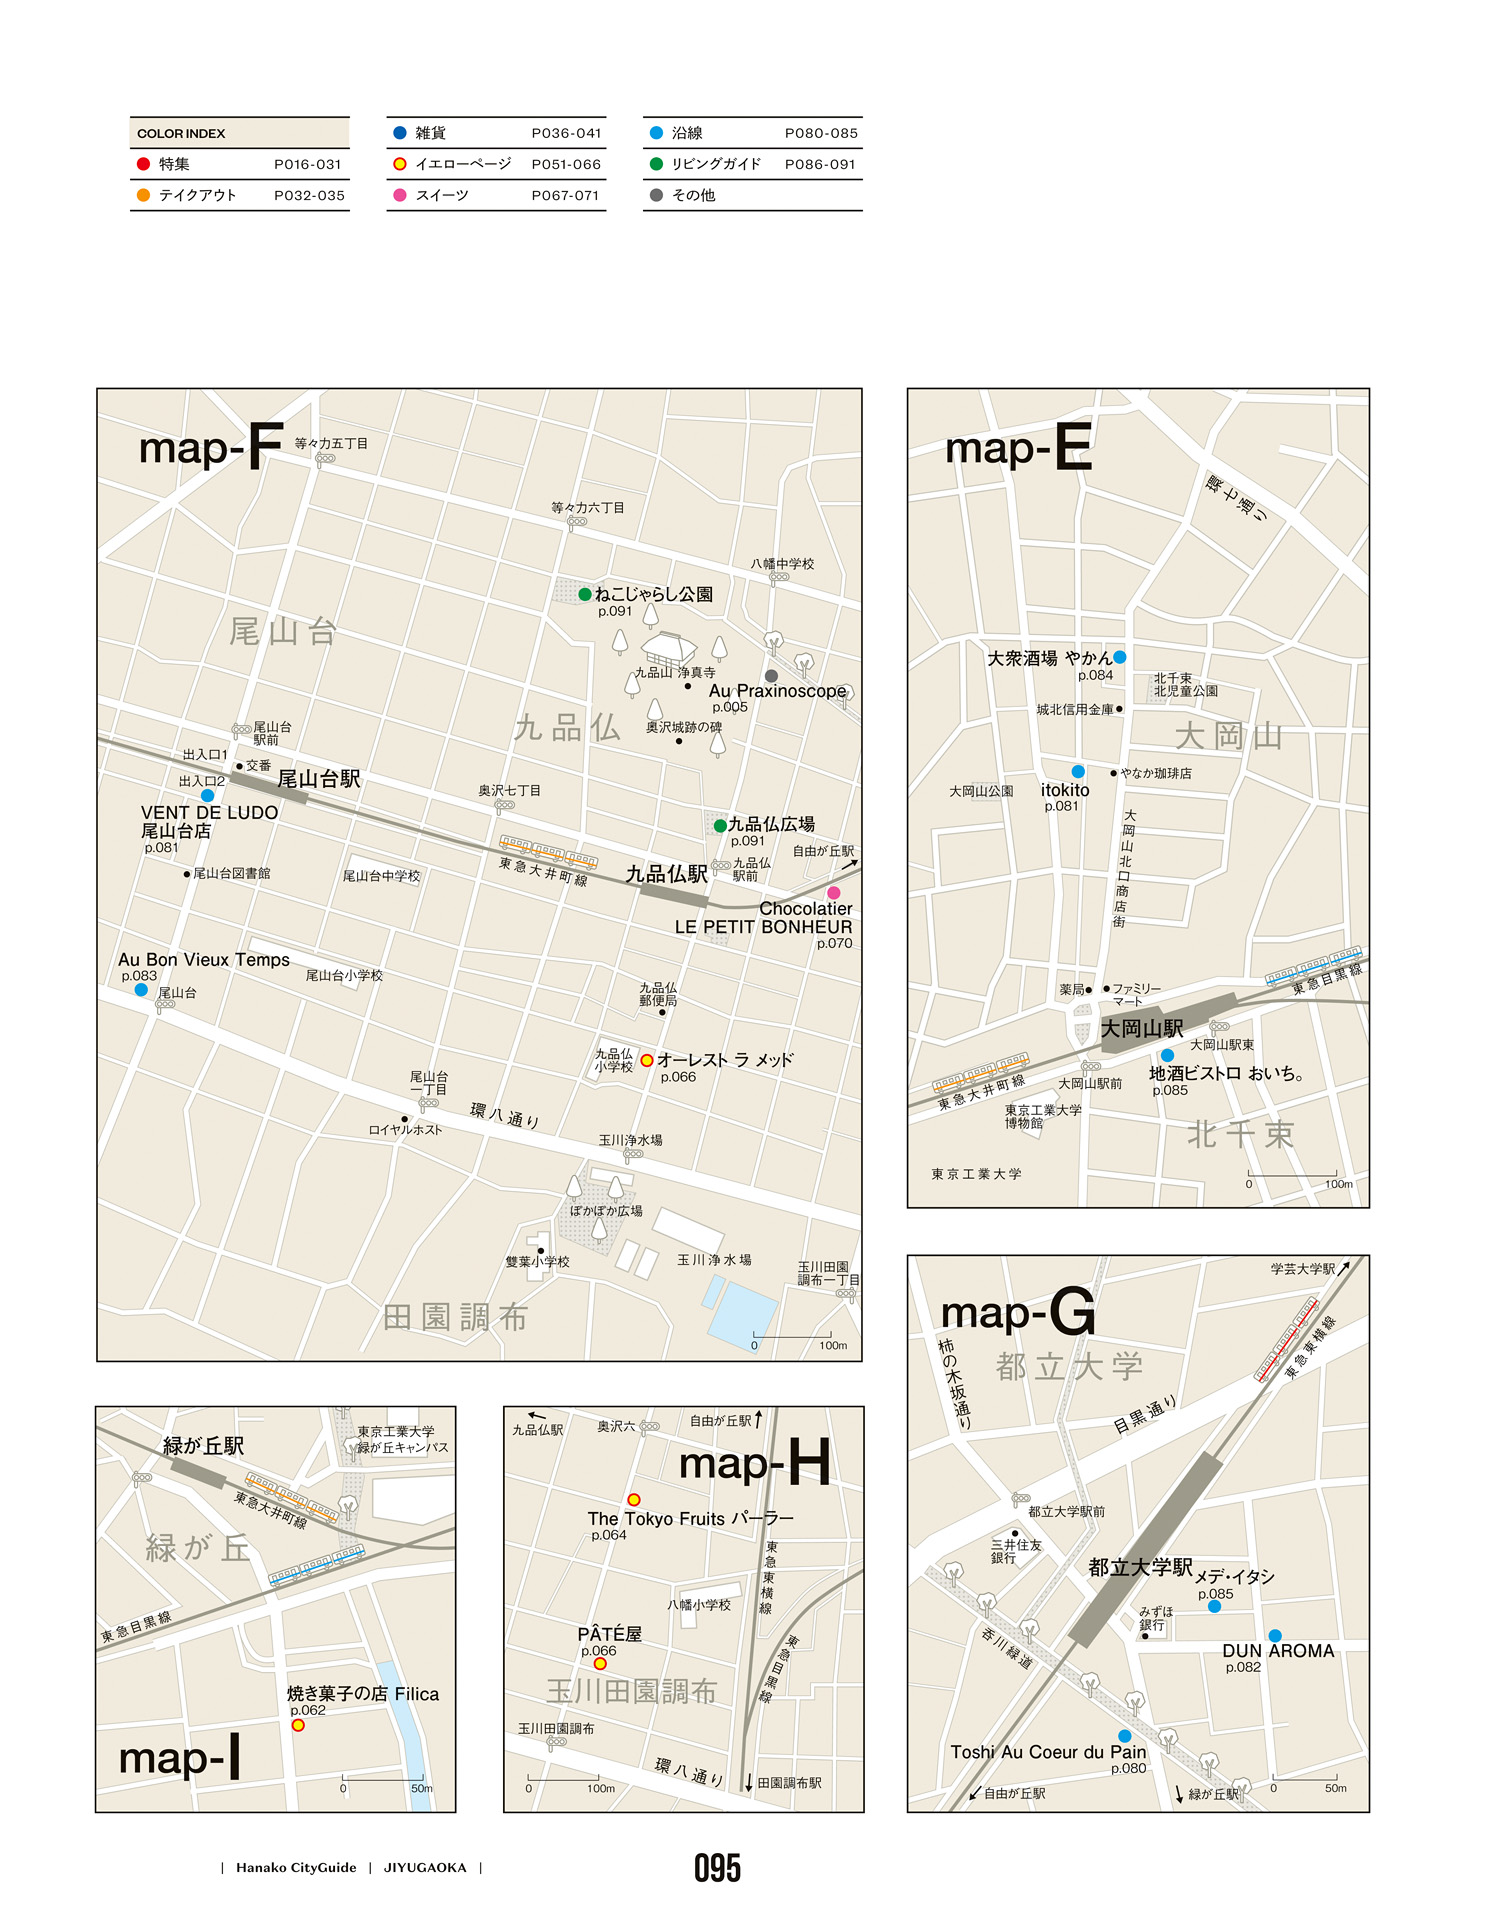 COLOR INDEX
特集 P016-031
テイクアウト P032-035
雑貨 P036-041
イエローページ P051-066
スイーツ P067-071
沿線 P080-085
リビングガイド P086-091
その他
map-F
等々力五丁目
等々力六丁目
八幡中学校
ねこじゃらし公園
p.091
尾山台
九品山 浄真寺
Au Praxinoscope
p.005
九品仏
奥沢城跡の碑
尾山台
駅前
出入口1
交番
出入口2
尾山台駅
VENT DE LUDO
尾山台店
p.081
奥沢七丁目
九品仏広場
p.091
自由が丘駅
九品仏
駅前
東急大井町線
九品仏駅
尾山台図書館
尾山台中学校
Chocolatier
LE PETIT BONHEUR
p.070
Au Bon Vieux Temps
p.083
尾山台
尾山台小学校
九品仏
郵便局
九品仏
小学校
オーレスト ラ メッド
p.066
尾山台
一丁目
ロイヤルホスト
環八通り
玉川浄水場
ぽかぽか広場
雙葉小学校
玉川浄水場
玉川田園
調布一丁目
田園調布
0 100m
map-E
環七通り
大衆酒場 やかん
p.084
北千束
北児童公園
城北信用金庫
大岡山
itokito
p.081
やなか珈琲店
大岡山公園
大岡山北口商店街
薬局
ファミリー
マート
東急目黒線
大岡山駅
大岡山駅東
地酒ビストロ おいち。
p.085
大岡山駅前
東急大井町線
東京工業大学
博物館
北千束
東京工業大学
0 100m
map-G
学芸大学駅
東急東横線
柿の木坂通り
都立大学
目黒通り
都立大学駅前
三井住友
銀行
都立大学駅
メデ・イタシ
p.085
みずほ
銀行
DUN AROMA
p.082
呑川緑道
Toshi Au Coeur du Pain
p.080
自由が丘駅
緑が丘駅
0 50m
map-I
緑が丘駅
東京工業大学
緑が丘キャンパス
東急大井町線
緑が丘
東急目黒線
焼き菓子の店 Filica
p.062
0 50m
map-H
九品仏駅
奥沢六
自由が丘駅
The Tokyo Fruits パーラー
p.064
東急東横線
八幡小学校
PÂTÉ屋
p.066
東急目黒線
玉川田園調布
玉川田園調布
環八通り
田園調布駅
0 100m
| Hanako CityGuide | JIYUGAOKA |
095